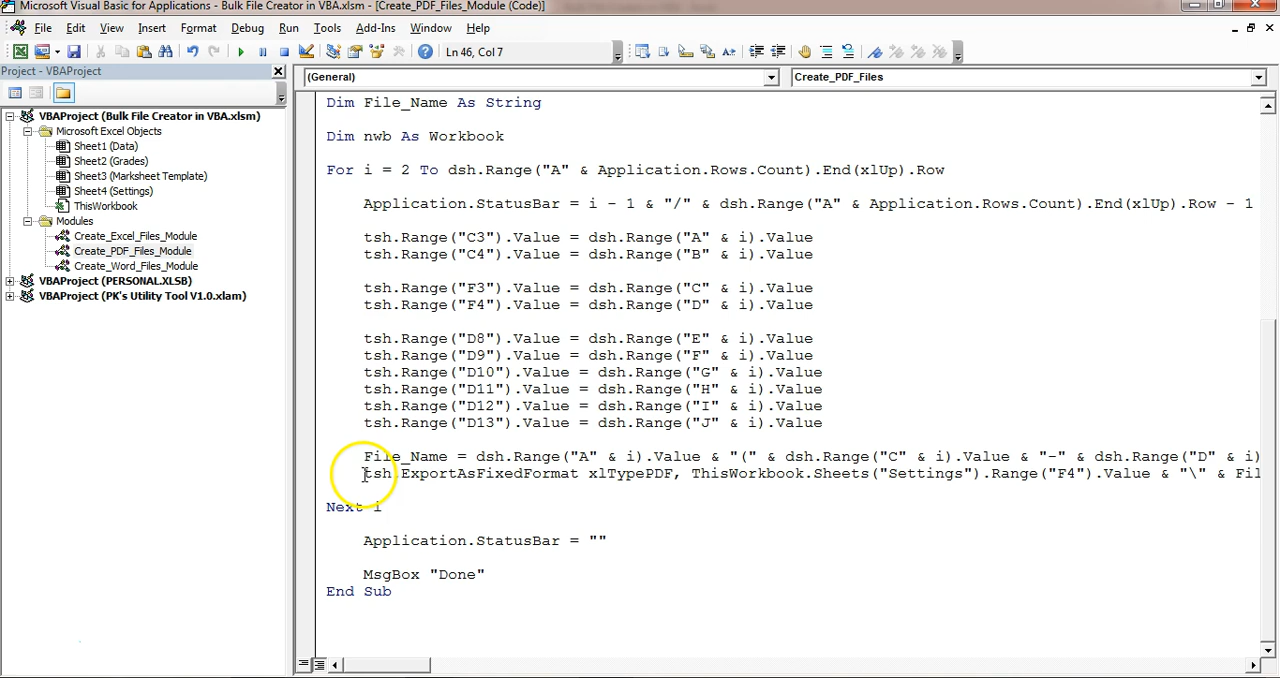 Microsoft Visual Basic for Applications - Bulk File Creator in VBA.xlsm - [Create_PDF_Files_Module (Code)]
File Edit View Insert Format Debug Run Tools Add-Ins Window Help
Ln 46, Col 7
Project - VBAProject
(General) Create_PDF_Files
VBAProject (Bulk File Creator in VBA.xlsm)
Microsoft Excel Objects
Sheet1 (Data)
Sheet2 (Grades)
Sheet3 (Marksheet Template)
Sheet4 (Settings)
ThisWorkbook
Modules
Create_Excel_Files_Module
Create_PDF_Files_Module
Create_Word_Files_Module
VBAProject (PERSONAL.XLSB)
VBAProject (PK's Utility Tool V1.0.xlam)
Dim File_Name As String
Dim nwb As Workbook
For i = 2 To dsh.Range("A" & Application.Rows.Count).End(xlUp).Row
Application.StatusBar = i - 1 & "/" & dsh.Range("A" & Application.Rows.Count).End(xlUp).Row - 1
tsh.Range("C3").Value = dsh.Range("A" & i).Value
tsh.Range("C4").Value = dsh.Range("B" & i).Value
tsh.Range("F3").Value = dsh.Range("C" & i).Value
tsh.Range("F4").Value = dsh.Range("D" & i).Value
tsh.Range("D8").Value = dsh.Range("E" & i).Value
tsh.Range("D9").Value = dsh.Range("F" & i).Value
tsh.Range("D10").Value = dsh.Range("G" & i).Value
tsh.Range("D11").Value = dsh.Range("H" & i).Value
tsh.Range("D12").Value = dsh.Range("I" & i).Value
tsh.Range("D13").Value = dsh.Range("J" & i).Value
File_Name = dsh.Range("A" & i).Value & "(" & dsh.Range("C" & i).Value & "-" & dsh.Range("D" & i)
tsh.ExportAsFixedFormat xlTypePDF, ThisWorkbook.Sheets("Settings").Range("F4").Value & "\" & Fil
Next i
Application.StatusBar = ""
MsgBox "Done"
End Sub